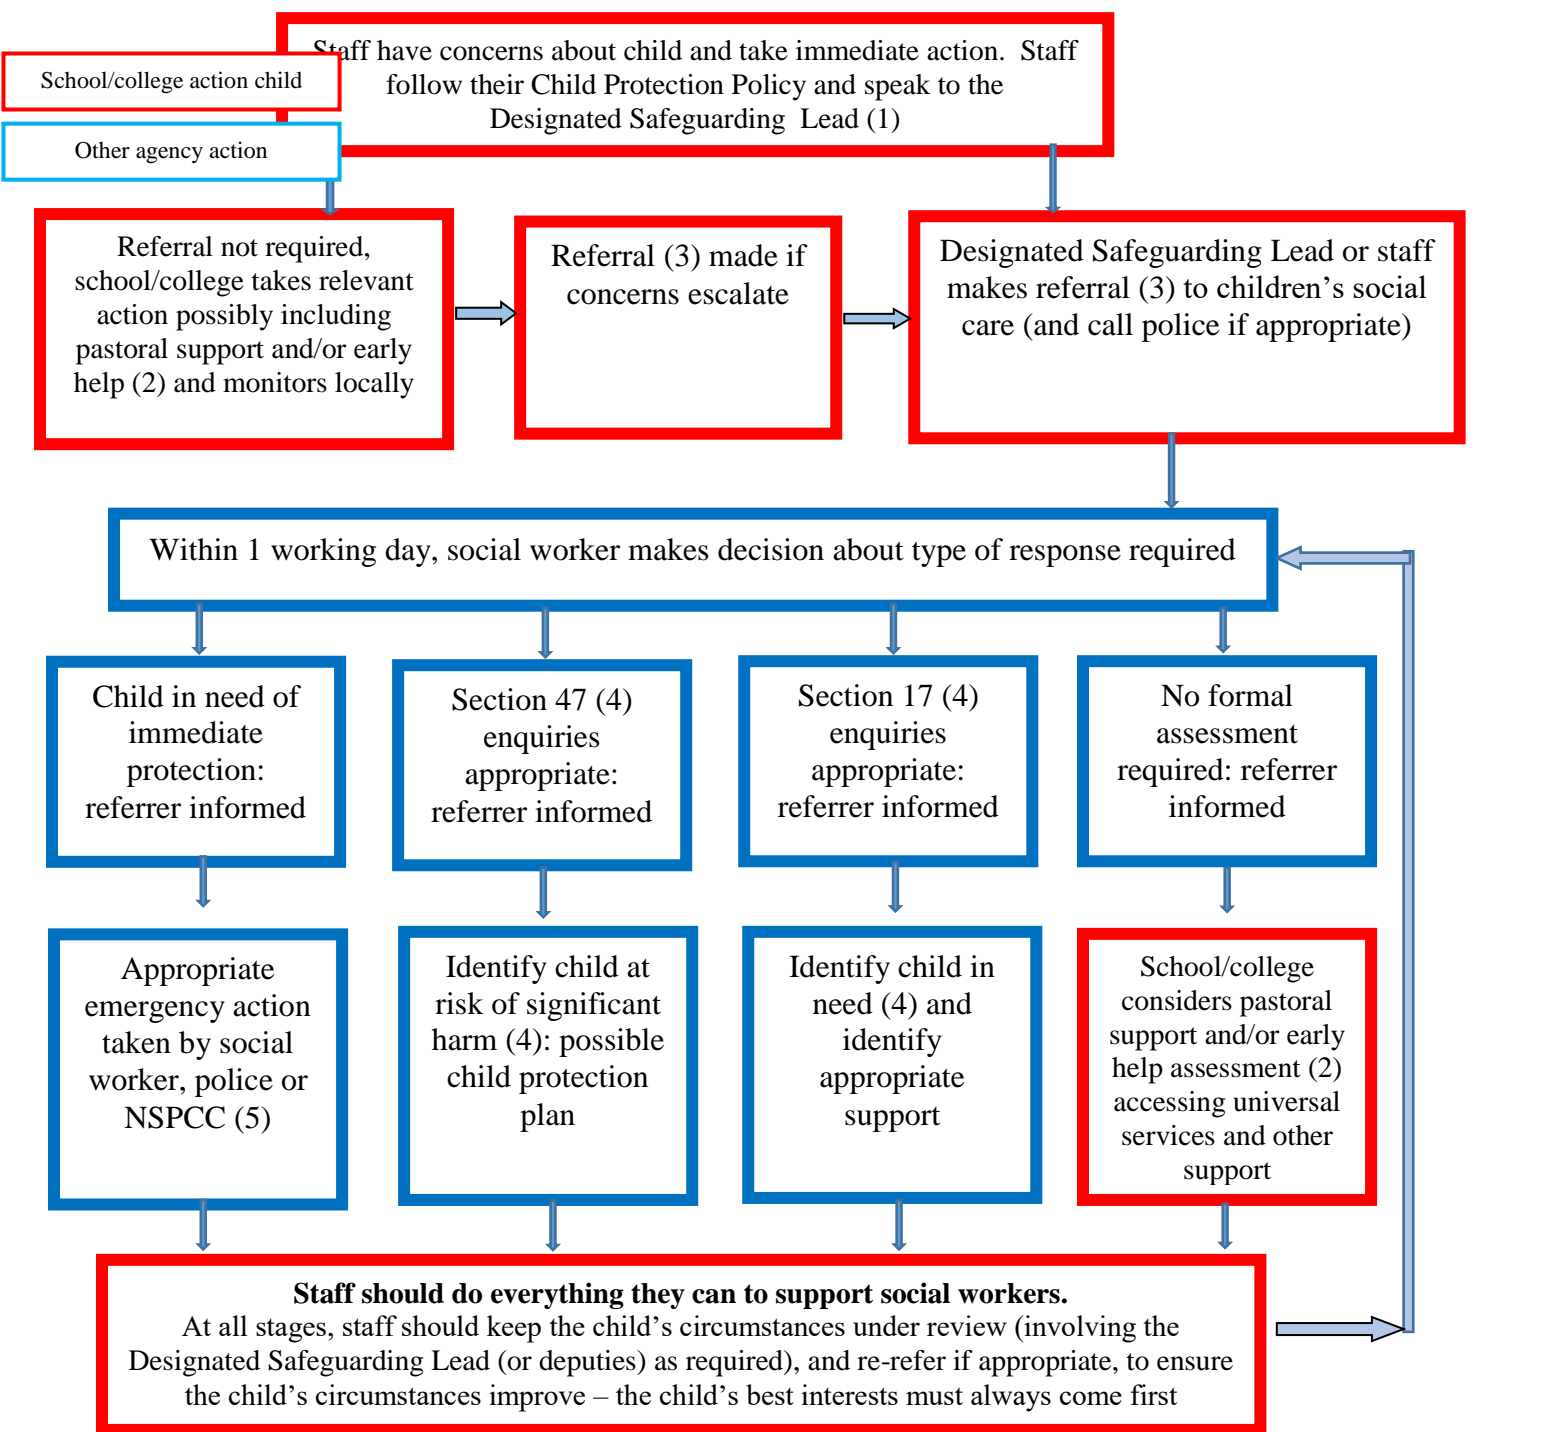 Staff have concerns about child and take immediate action. Staff
follow their Child Protection Policy and speak to the
Designated Safeguarding Lead (1)
School/college action child
Other agency action
Referral not required,
school/college takes relevant
action possibly including
pastoral support and/or early
help (2) and monitors locally
Referral (3) made if
concerns escalate
Designated Safeguarding Lead or staff
makes referral (3) to children’s social
care (and call police if appropriate)
Within 1 working day, social worker makes decision about type of response required
Child in need of
immediate
protection:
referrer informed
Section 47 (4)
enquiries
appropriate:
referrer informed
Section 17 (4)
enquiries
appropriate:
referrer informed
No formal
assessment
required: referrer
informed
Appropriate
emergency action
taken by social
worker, police or
NSPCC (5)
Identify child at
risk of significant
harm (4): possible
child protection
plan
Identify child in
need (4) and
identify
appropriate
support
School/college
considers pastoral
support and/or early
help assessment (2)
accessing universal
services and other
support
Staff should do everything they can to support social workers.
At all stages, staff should keep the child’s circumstances under review (involving the
Designated Safeguarding Lead (or deputies) as required), and re-refer if appropriate, to ensure
the child’s circumstances improve – the child’s best interests must always come first